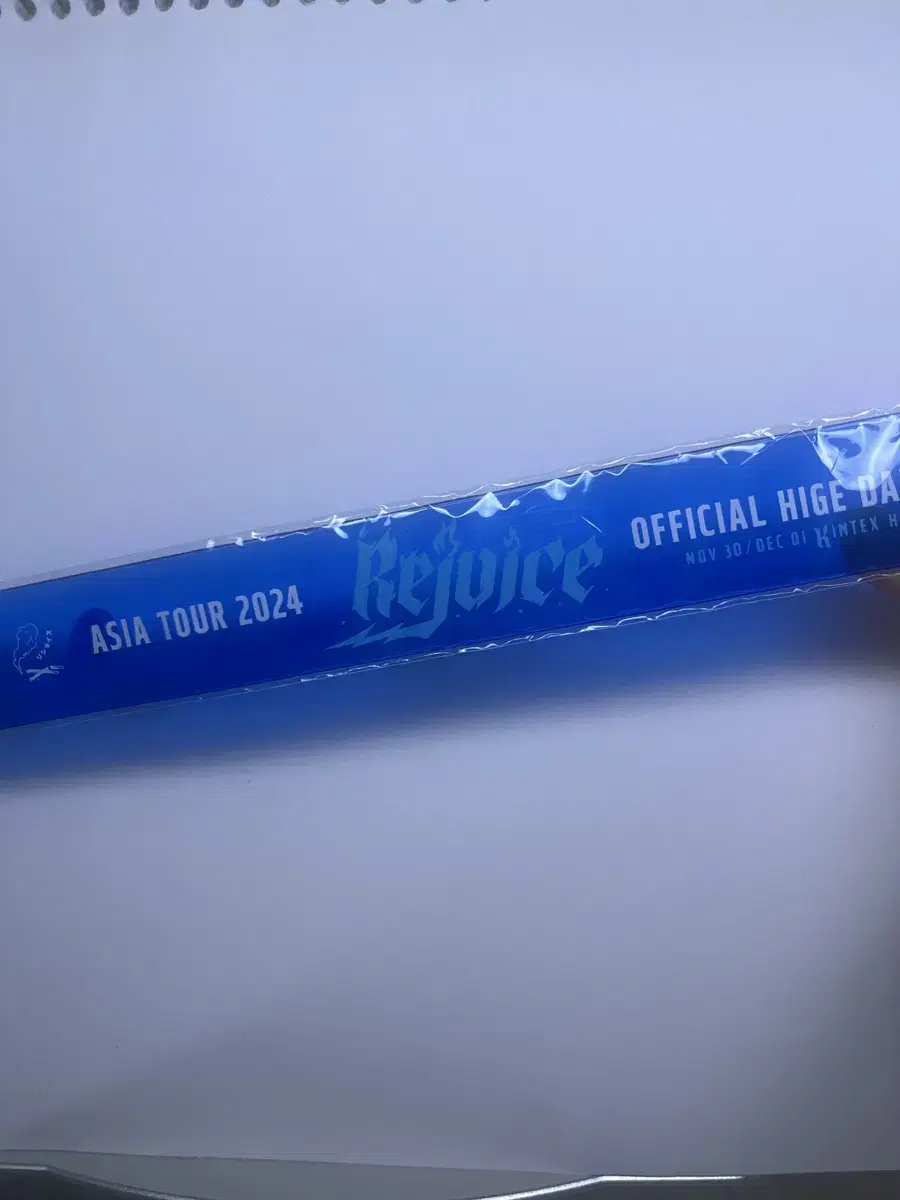 ASIA TOUR 2024
Rejoice
OFFICIAL HIGE DA
NOV 30/DEC 01 KINTEX H